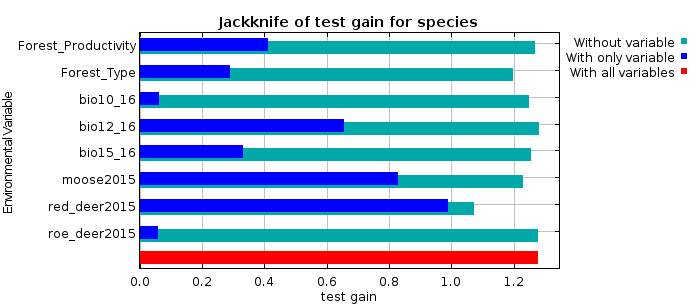 Jackknife of test gain for species
Environmental Variable
Forest_Productivity
Forest_Type
bio10_16
bio12_16
bio15_16
moose2015
red_deer2015
roe_deer2015
0.0 0.2 0.4 0.6 0.8 1.0 1.2
test gain
Without variable
With only variable
With all variables